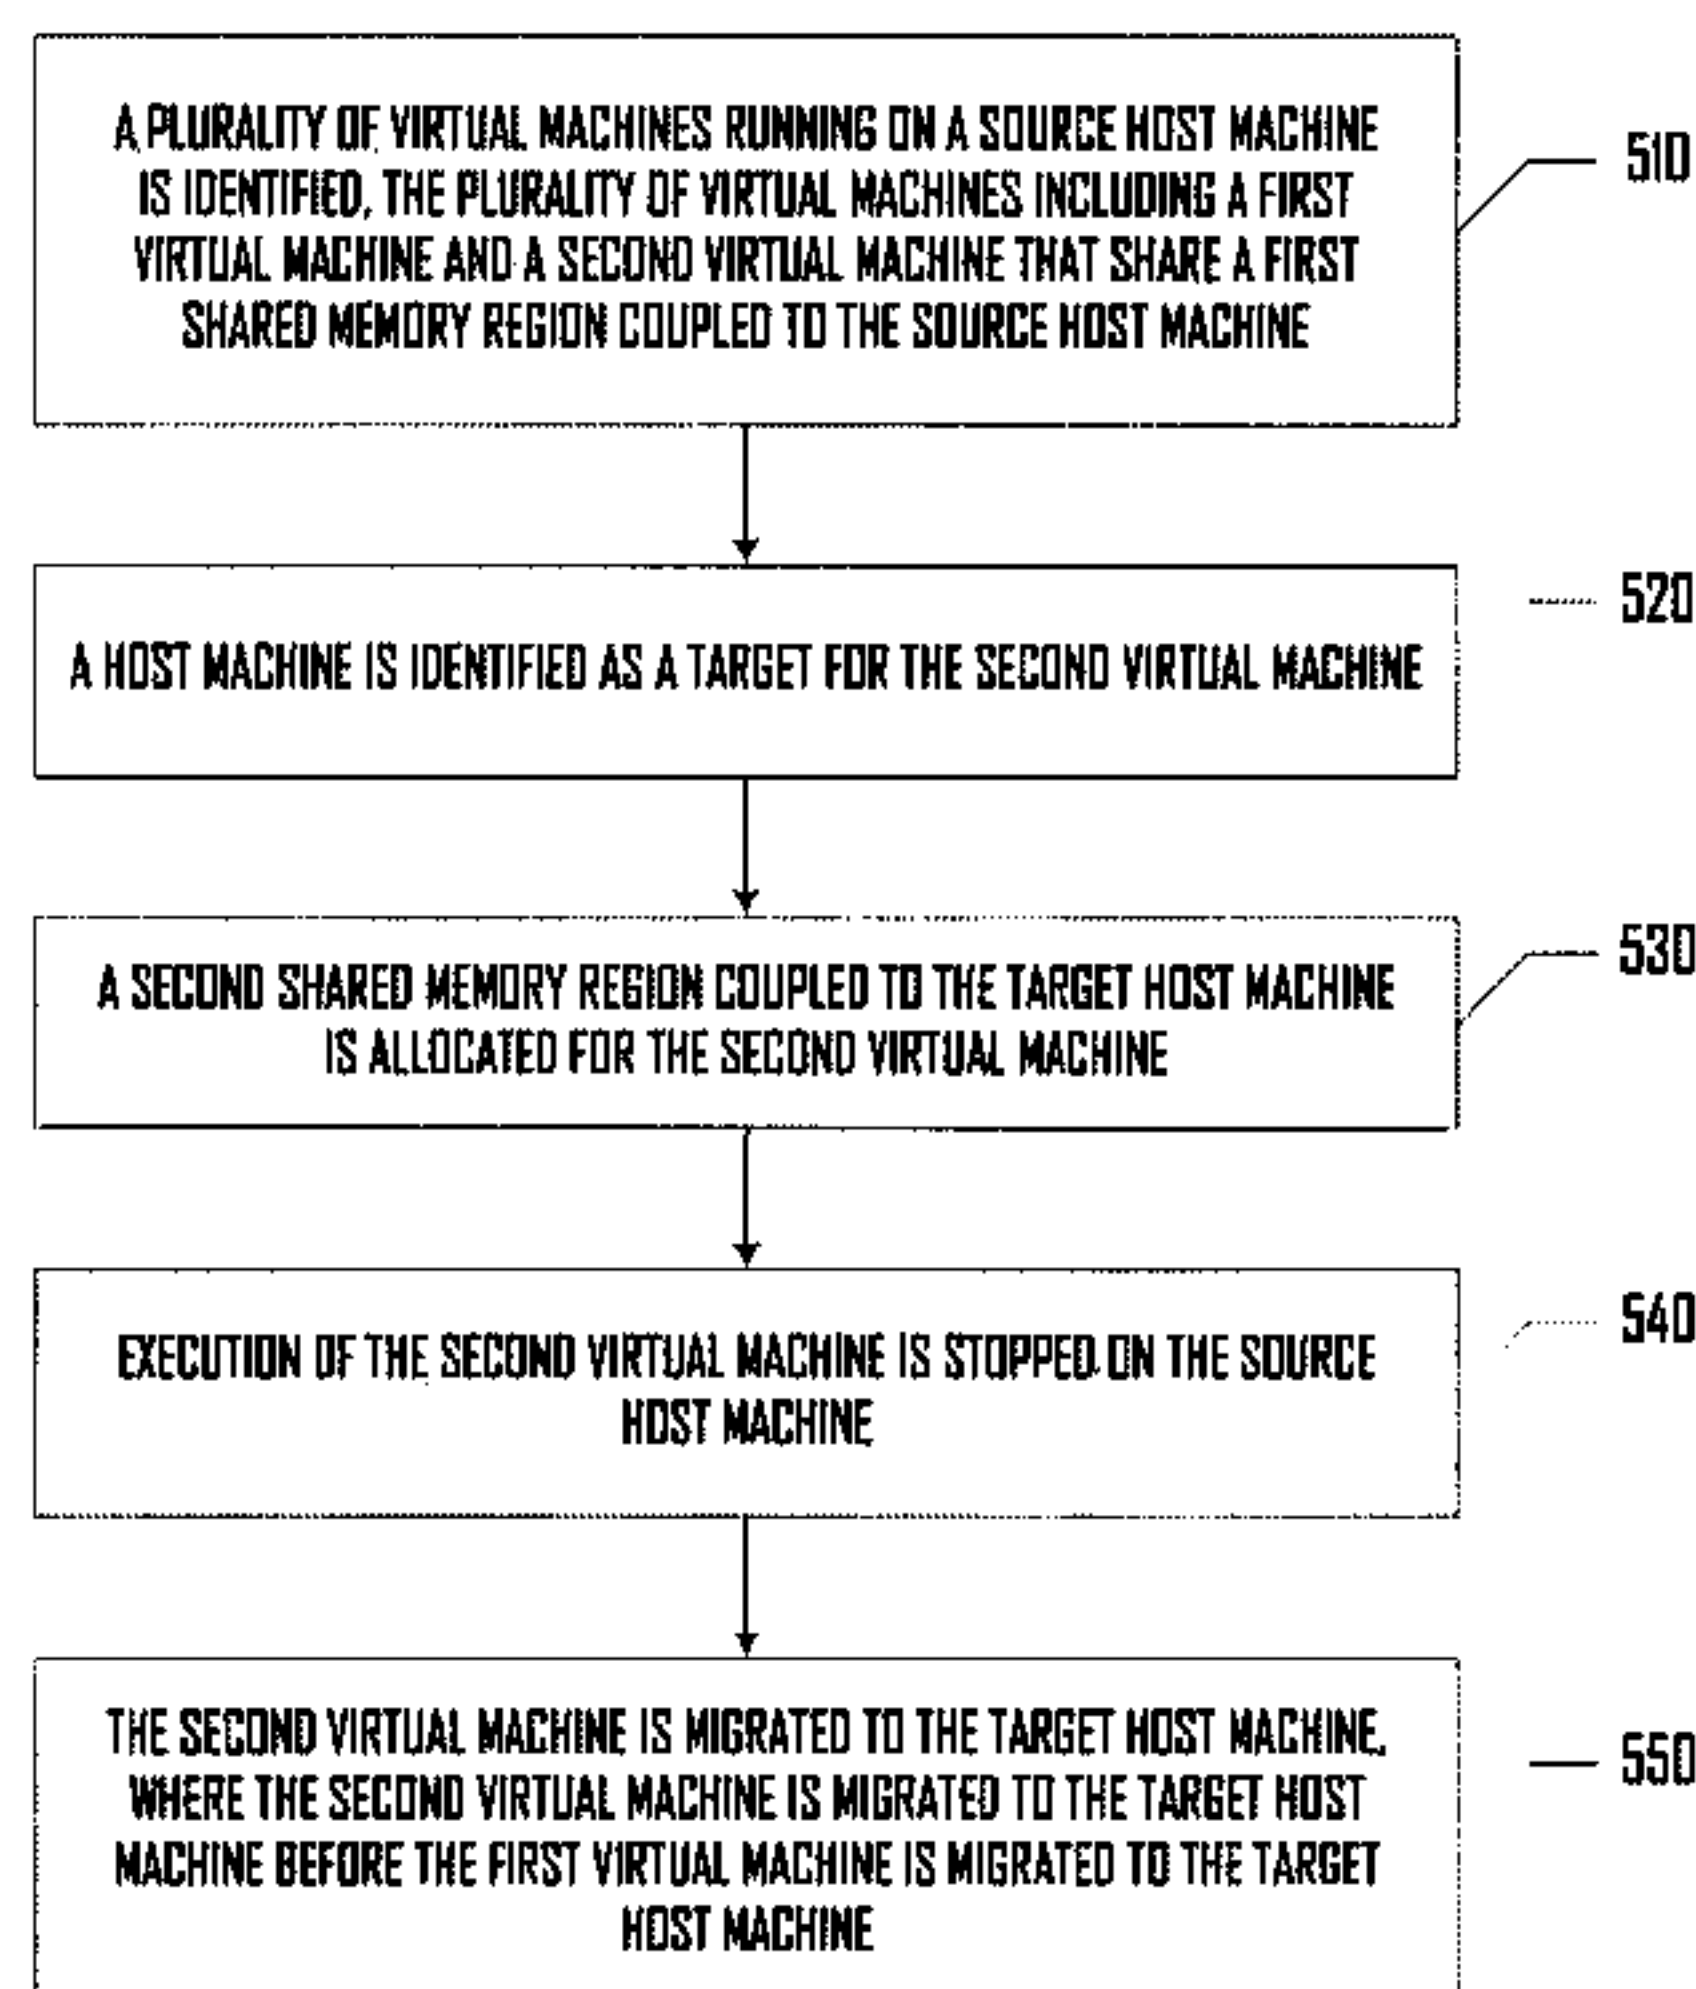 A PLURALITY OF VIRTUAL MACHINES RUNNING ON A SOURCE HOST MACHINE
IS IDENTIFIED, THE PLURALITY OF VIRTUAL MACHINES INCLUDING A FIRST
VIRTUAL MACHINE AND A SECOND VIRTUAL MACHINE THAT SHARE A FIRST
SHARED MEMORY REGION COUPLED TO THE SOURCE HOST MACHINE
510
A HOST MACHINE IS IDENTIFIED AS A TARGET FOR THE SECOND VIRTUAL MACHINE
520
A SECOND SHARED MEMORY REGION COUPLED TO THE TARGET HOST MACHINE
IS ALLOCATED FOR THE SECOND VIRTUAL MACHINE
530
EXECUTION OF THE SECOND VIRTUAL MACHINE IS STOPPED ON THE SOURCE
HOST MACHINE
540
THE SECOND VIRTUAL MACHINE IS MIGRATED TO THE TARGET HOST MACHINE,
WHERE THE SECOND VIRTUAL MACHINE IS MIGRATED TO THE TARGET HOST
MACHINE BEFORE THE FIRST VIRTUAL MACHINE IS MIGRATED TO THE TARGET
HOST MACHINE
550